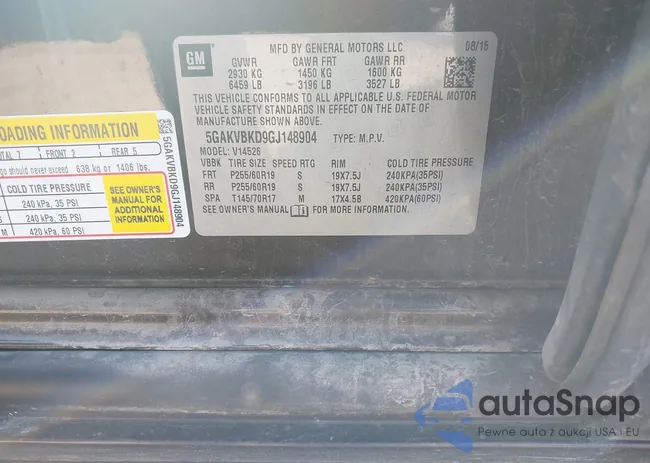 GM
MFD BY GENERAL MOTORS LLC 08/15
GVWR GAWR FRT GAWR RR
2930 KG 1450 KG 1600 KG
6459 LB 3196 LB 3527 LB
THIS VEHICLE CONFORMS TO ALL APPLICABLE U.S. FEDERAL MOTOR
VEHICLE SAFETY STANDARDS IN EFFECT ON THE DATE OF
MANUFACTURE SHOWN ABOVE.
5GAKVBKD9GJ148904 TYPE: M.P.V.
MODEL: V14526
VBBK TIRE SIZE SPEED RTG RIM COLD TIRE PRESSURE
FRT P255/60R19 S 19X7.5J 240KPA(35PSI)
RR P255/60R19 S 19X7.5J 240KPA(35PSI)
SPA T145/70R17 M 17X4.5B 420KPA(60PSI)
SEE OWNER'S MANUAL FOR MORE INFORMATION.
OADING INFORMATION
TAL 7 FRONT 2 REAR 5
go should never exceed 638 kg or 1406 lbs.
COLD TIRE PRESSURE
S 240 kPa, 35 PSI
S 240 kPa, 35 PSI
M 420 kPa, 60 PSI
SEE OWNER'S
MANUAL FOR
ADDITIONAL
INFORMATION
5GAKVBKD9GJ148904
autoSnap
Pewne auta z aukcji USA i EU